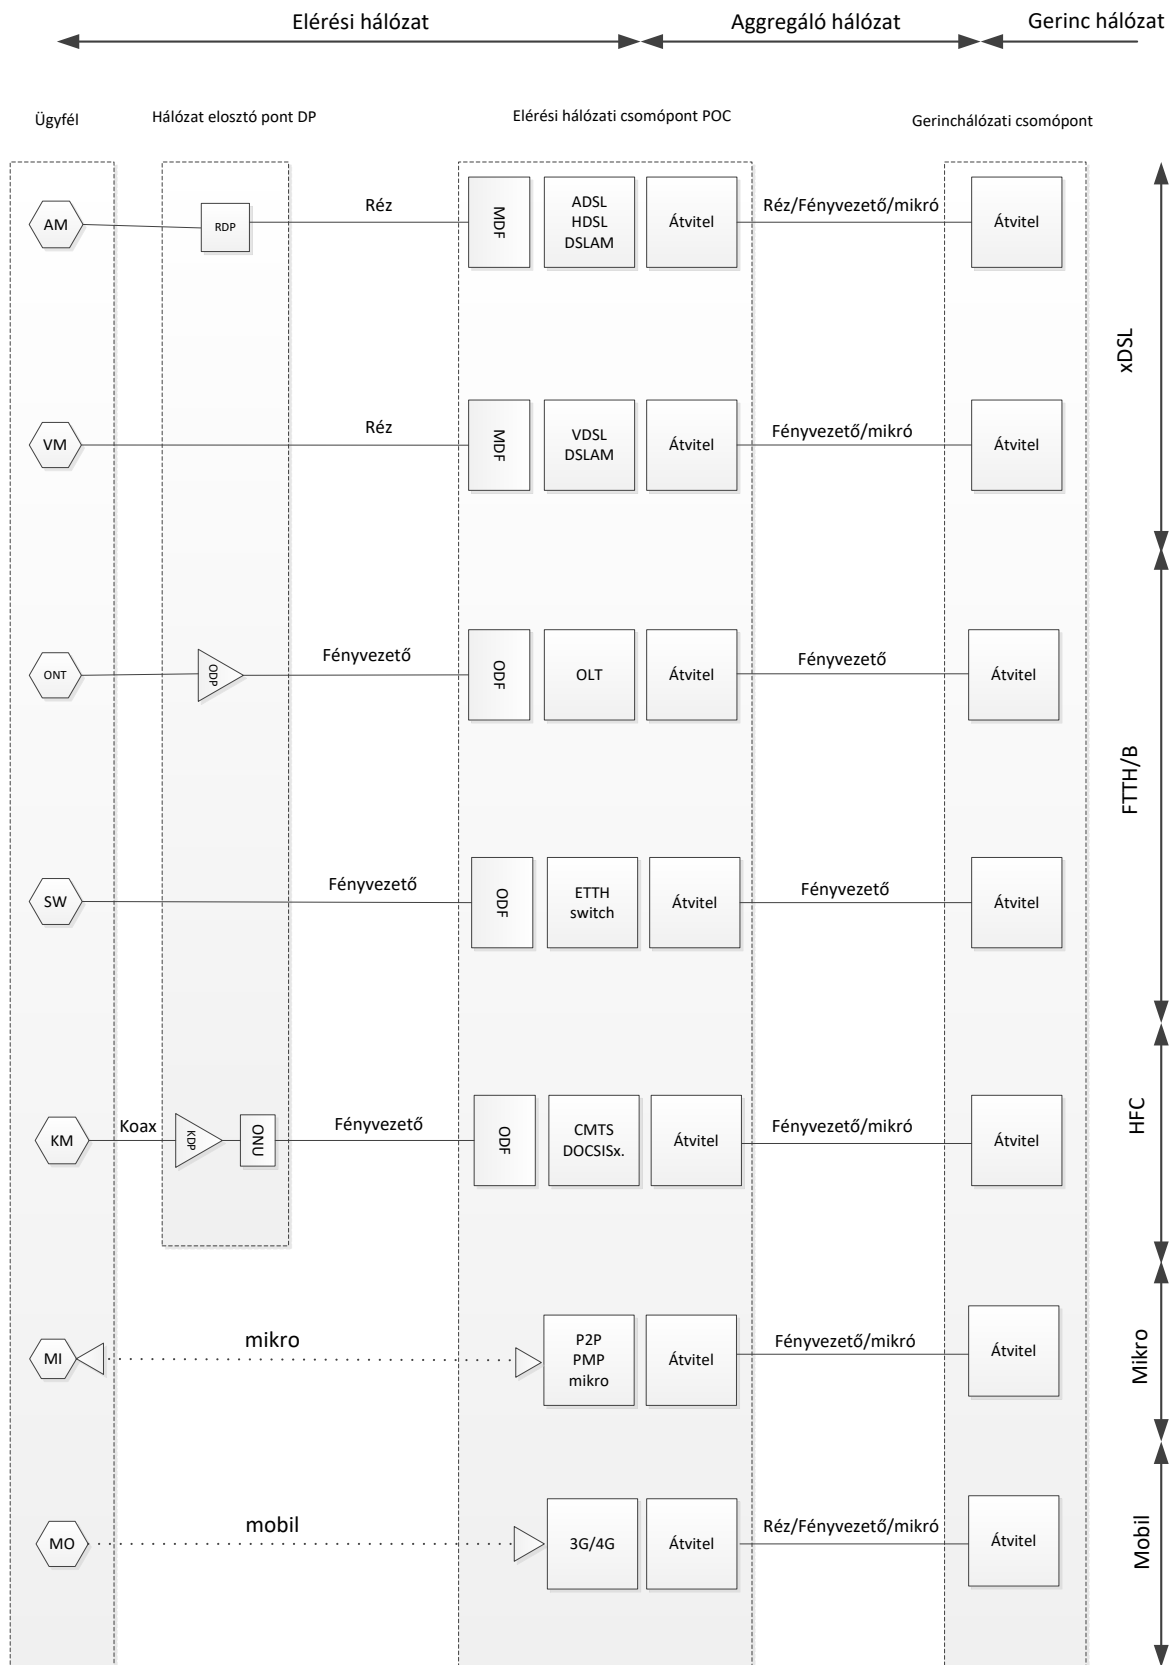 Elérési hálózat
Aggregáló hálózat
Gerinc hálózat
Ügyfél
Hálózat elosztó pont DP
Elérési hálózati csomópont POC
Gerinchálózati csomópont
AM
RDP
Réz
MDF
ADSL
HDSL
DSLAM
Átvitel
Réz/Fényvezető/mikró
Átvitel
xDSL
VM
Réz
MDF
VDSL
DSLAM
Átvitel
Fényvezető/mikró
Átvitel
ONT
ODP
Fényvezető
ODF
OLT
Átvitel
Fényvezető
Átvitel
FTTH/B
SW
Fényvezető
ODF
ETTH
switch
Átvitel
Fényvezető
Átvitel
KM
Koax
KDP
ONU
Fényvezető
ODF
CMTS
DOCSISx.
Átvitel
Fényvezető/mikró
Átvitel
HFC
MI
mikro
P2P
PMP
mikro
Átvitel
Fényvezető/mikró
Átvitel
Mikro
MO
mobil
3G/4G
Átvitel
Réz/Fényvezető/mikró
Átvitel
Mobil